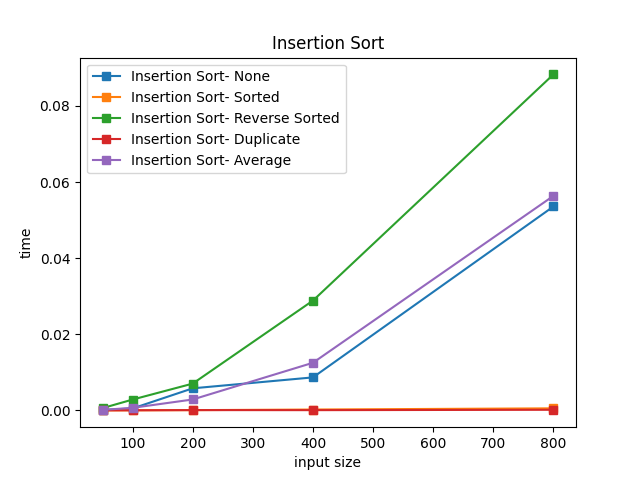 Insertion Sort
Insertion Sort- None
Insertion Sort- Sorted
Insertion Sort- Reverse Sorted
Insertion Sort- Duplicate
Insertion Sort- Average
0.08
0.06
0.04
0.02
0.00
time
100 200 300 400 500 600 700 800
input size